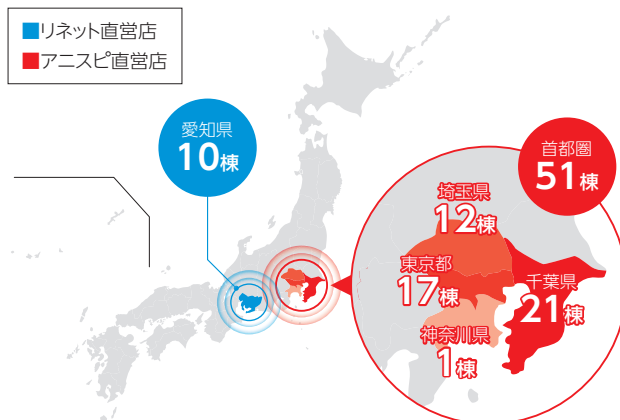 リネット直営店
アニスピ直営店
愛知県
10棟
首都圏
51棟
埼玉県
12棟
東京都
17棟
千葉県
21棟
神奈川県
1棟